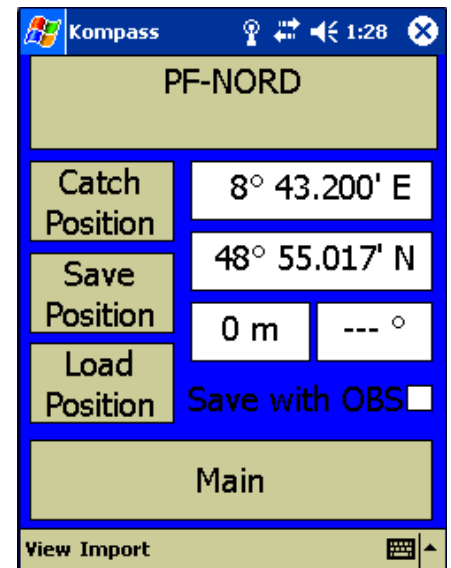 Kompass 1:28
PF-NORD
Catch
Position
8° 43.200' E
48° 55.017' N
Save
Position
0 m
--- °
Load
Position
Save with OBS
Main
View Import